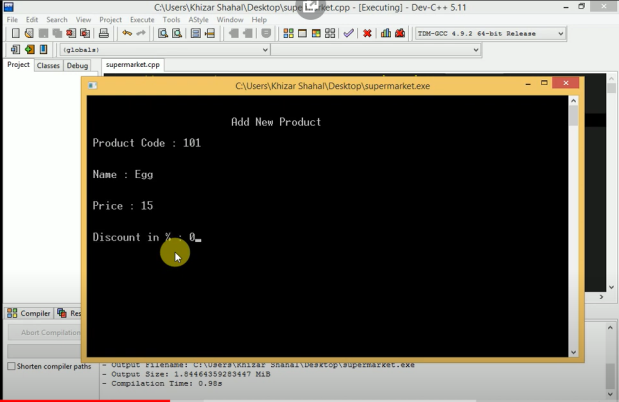 C:\Users\Khizar Shahal\Desktop\supermarket.cpp - [Executing] - Dev-C++ 5.11
File Edit Search View Project Execute Tools AStyle Window Help
TDM-GCC 4.9.2 64-bit Release
(globals)
Project Classes Debug supermarket.cpp
C:\Users\Khizar Shahal\Desktop\supermarket.exe
Add New Product
Product Code : 101
Name : Egg
Price : 15
Discount in % : 0_
Compiler Res
Abort Compilation
Shorten compiler paths
- Output Filename: C:\Users\Khizar Shahal\Desktop\supermarket.exe
- Output Size: 1.84464359283447 MiB
- Compilation Time: 0.98s